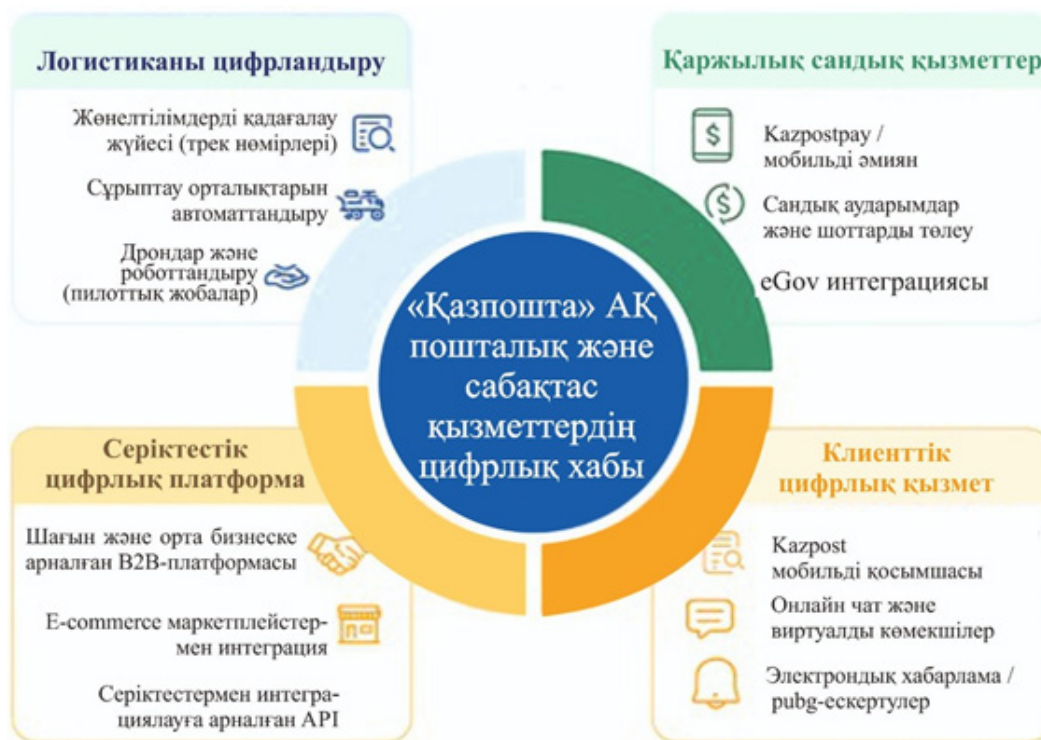 Логистиканы цифрландыру
Жөнелтілімдерді қадағалау
жүйесі (трек нөмірлері)
Сұрыптау орталықтарын
автоматтандыру
Дрондар және
роботтандыру
(пилоттық жобалар)
Қаржылық сандық қызметтер
Kazpostpay /
мобильді әмиян
Сандық аударымдар
және шоттарды төлеу
eGov интеграциясы
«Қазпошта» АҚ
пошталық және
сабақтас
қызметтердің
цифрлық хабы
Серіктестік
цифрлық платформа
Шағын және орта бизнеске
арналған B2B-платформасы
E-commerce маркетплейстер-
мен интеграция
Серіктестермен интегра-
циялауға арналған API
Клиенттік
цифрлық қызмет
Kazpost
мобильді қосымшасы
Онлайн чат және
виртуалды көмекшілер
Электрондық хабарлама /
pubg-ескертулер